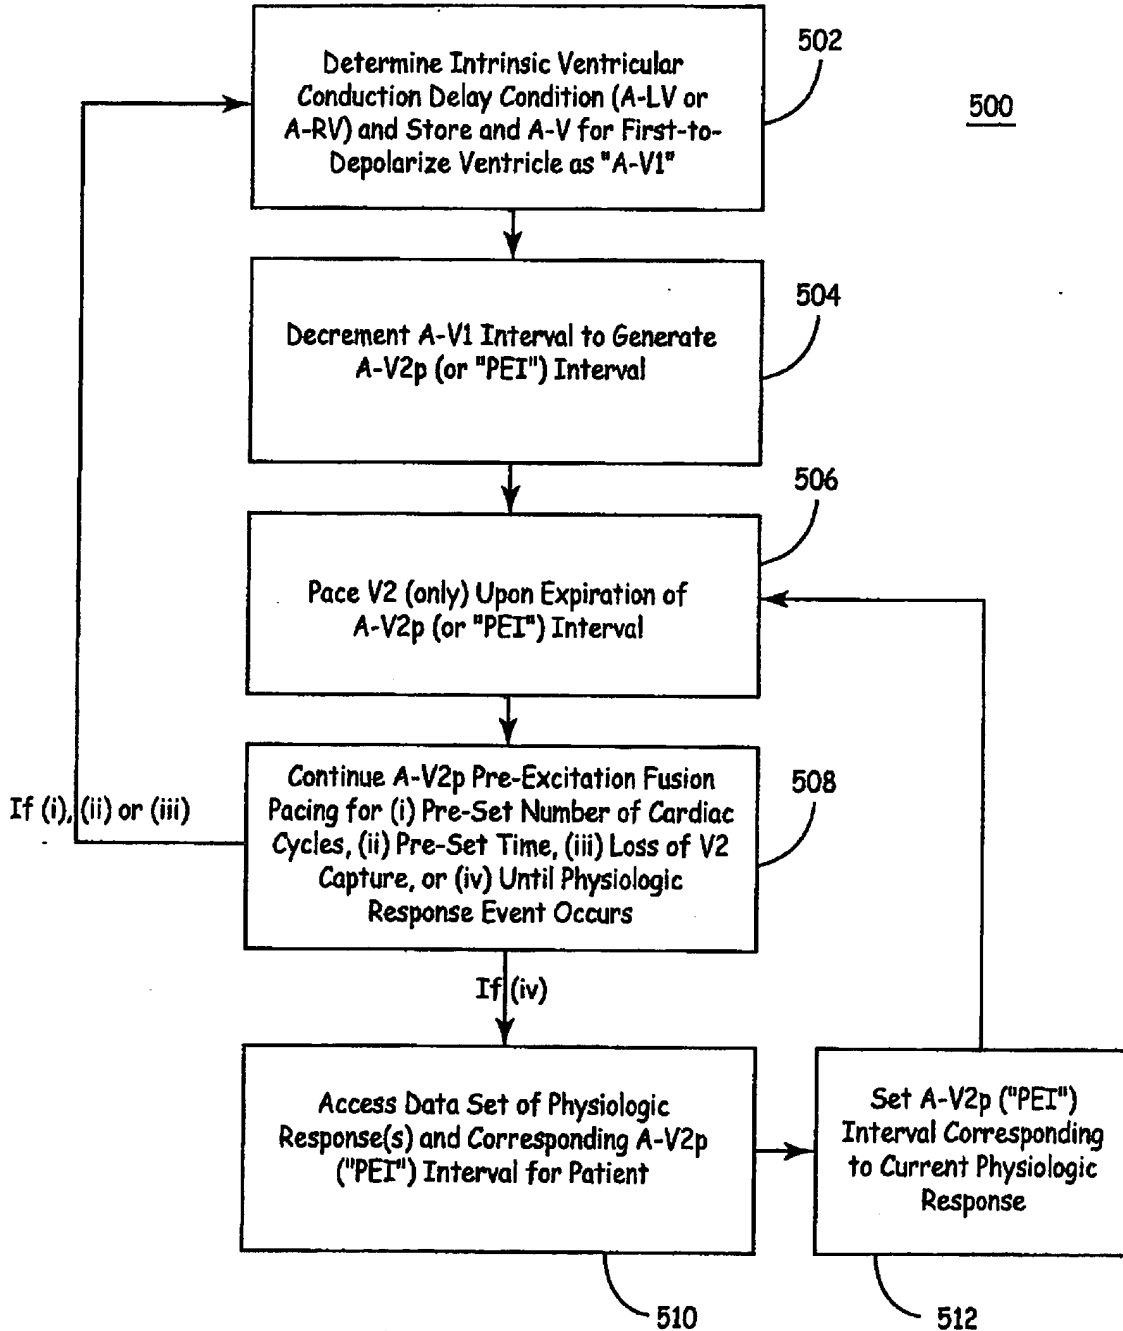 Determine Intrinsic Ventricular
Conduction Delay Condition (A-LV or
A-RV) and Store and A-V for First-to-
Depolarize Ventricle as "A-V1"
502
500
Decrement A-V1 Interval to Generate
A-V2p (or "PEI") Interval
504
506
Pace V2 (only) Upon Expiration of
A-V2p (or "PEI") Interval
Continue A-V2p Pre-Excitation Fusion
Pacing for (i) Pre-Set Number of Cardiac
Cycles, (ii) Pre-Set Time, (iii) Loss of V2
Capture, or (iv) Until Physiologic
Response Event Occurs
508
If (i), (ii) or (iii)
If (iv)
Access Data Set of Physiologic
Response(s) and Corresponding A-V2p
("PEI") Interval for Patient
Set A-V2p ("PEI")
Interval Corresponding
to Current Physiologic
Response
510
512